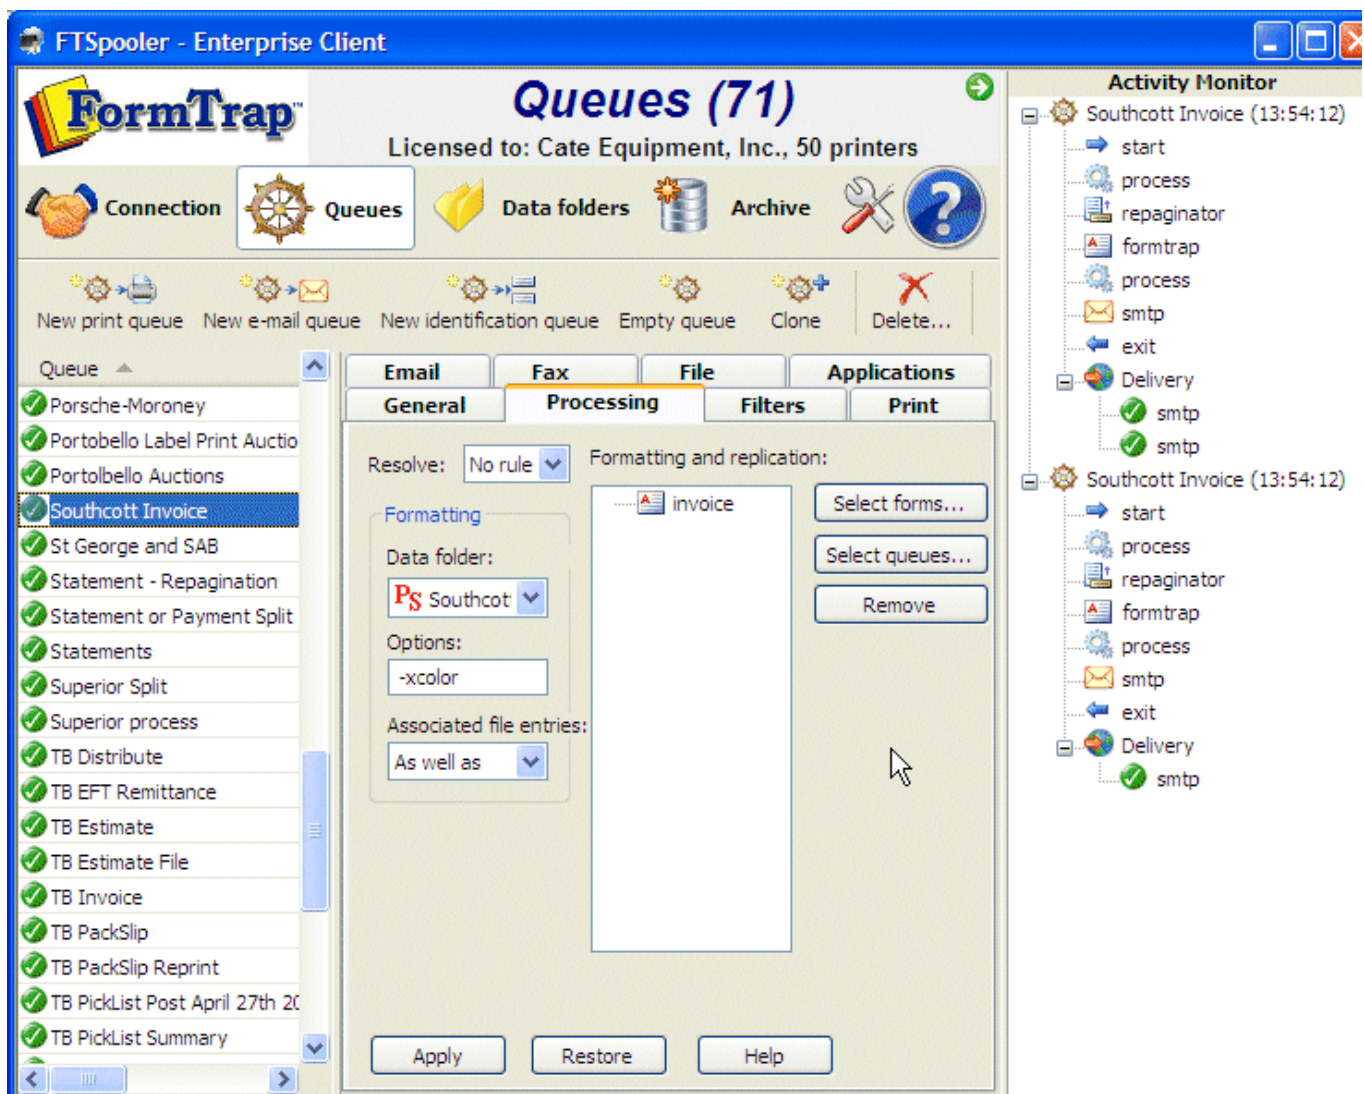 FTSpooler - Enterprise Client
FormTrap™
Queues (71)
Licensed to: Cate Equipment, Inc., 50 printers
Connection
Queues
Data folders
Archive
?
New print queue
New e-mail queue
New identification queue
Empty queue
Clone
Delete...
Queue
Porsche-Moroney
Portobello Label Print Auctio
Portolbello Auctions
Southcott Invoice
St George and SAB
Statement - Repagination
Statement or Payment Split
Statements
Superior Split
Superior process
TB Distribute
TB EFT Remittance
TB Estimate
TB Estimate File
TB Invoice
TB PackSlip
TB PackSlip Reprint
TB PickList Post April 27th 20
TB PickList Summary
Email
Fax
File
Applications
General
Processing
Filters
Print
Resolve:
No rule
Formatting and replication:
Formatting
Data folder:
PS Southcot
Options:
-xcolor
Associated file entries:
As well as
invoice
Select forms...
Select queues...
Remove
Apply
Restore
Help
Activity Monitor
Southcott Invoice (13:54:12)
start
process
repaginator
formtrap
process
smtp
exit
Delivery
smtp
smtp
Southcott Invoice (13:54:12)
start
process
repaginator
formtrap
process
smtp
exit
Delivery
smtp